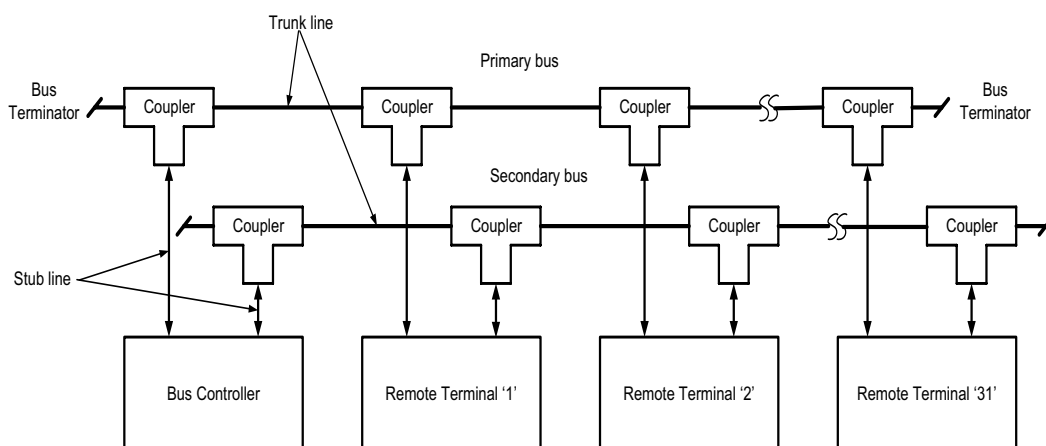 Trunk line
Primary bus
Bus
Terminator
Coupler
Coupler
Coupler
Coupler
Bus
Terminator
Secondary bus
Coupler
Coupler
Coupler
Coupler
Stub line
Bus Controller
Remote Terminal ‘1’
Remote Terminal ‘2’
Remote Terminal ‘31’